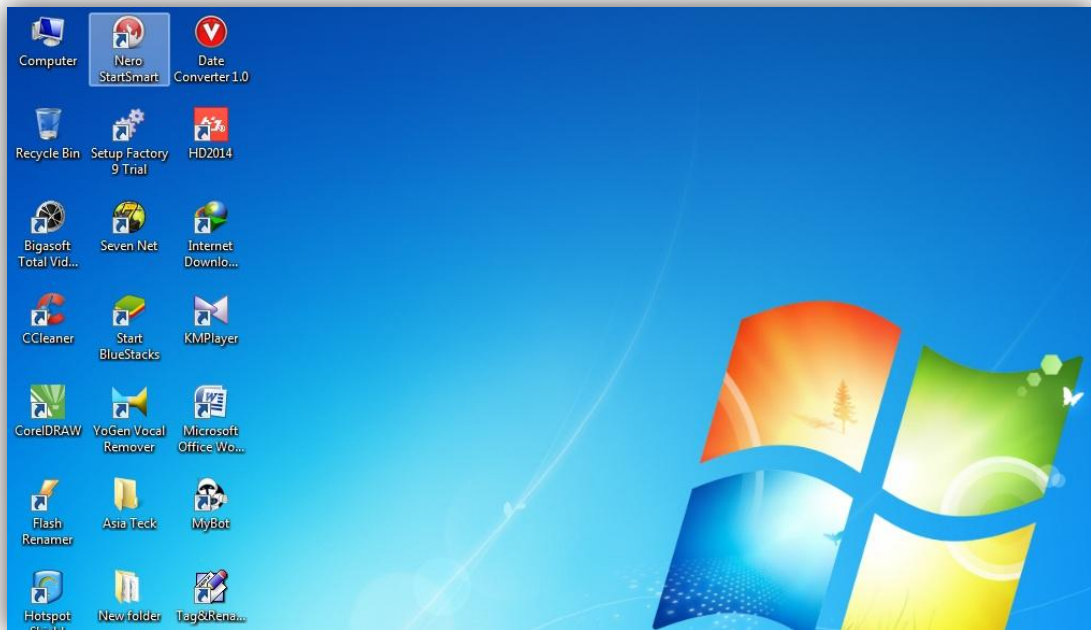 Computer
Nero
StartSmart
Date
Converter 1.0
Recycle Bin
Setup Factory
9 Trial
HD2014
Bigasoft
Total Vid...
Seven Net
Internet
Downlo...
CCleaner
Start
BlueStacks
KMPlayer
CorelDRAW
YoGen Vocal
Remover
Microsoft
Office Wo...
Flash
Renamer
Asia Teck
MyBot
Hotspot
New folder
Tag&Rena...